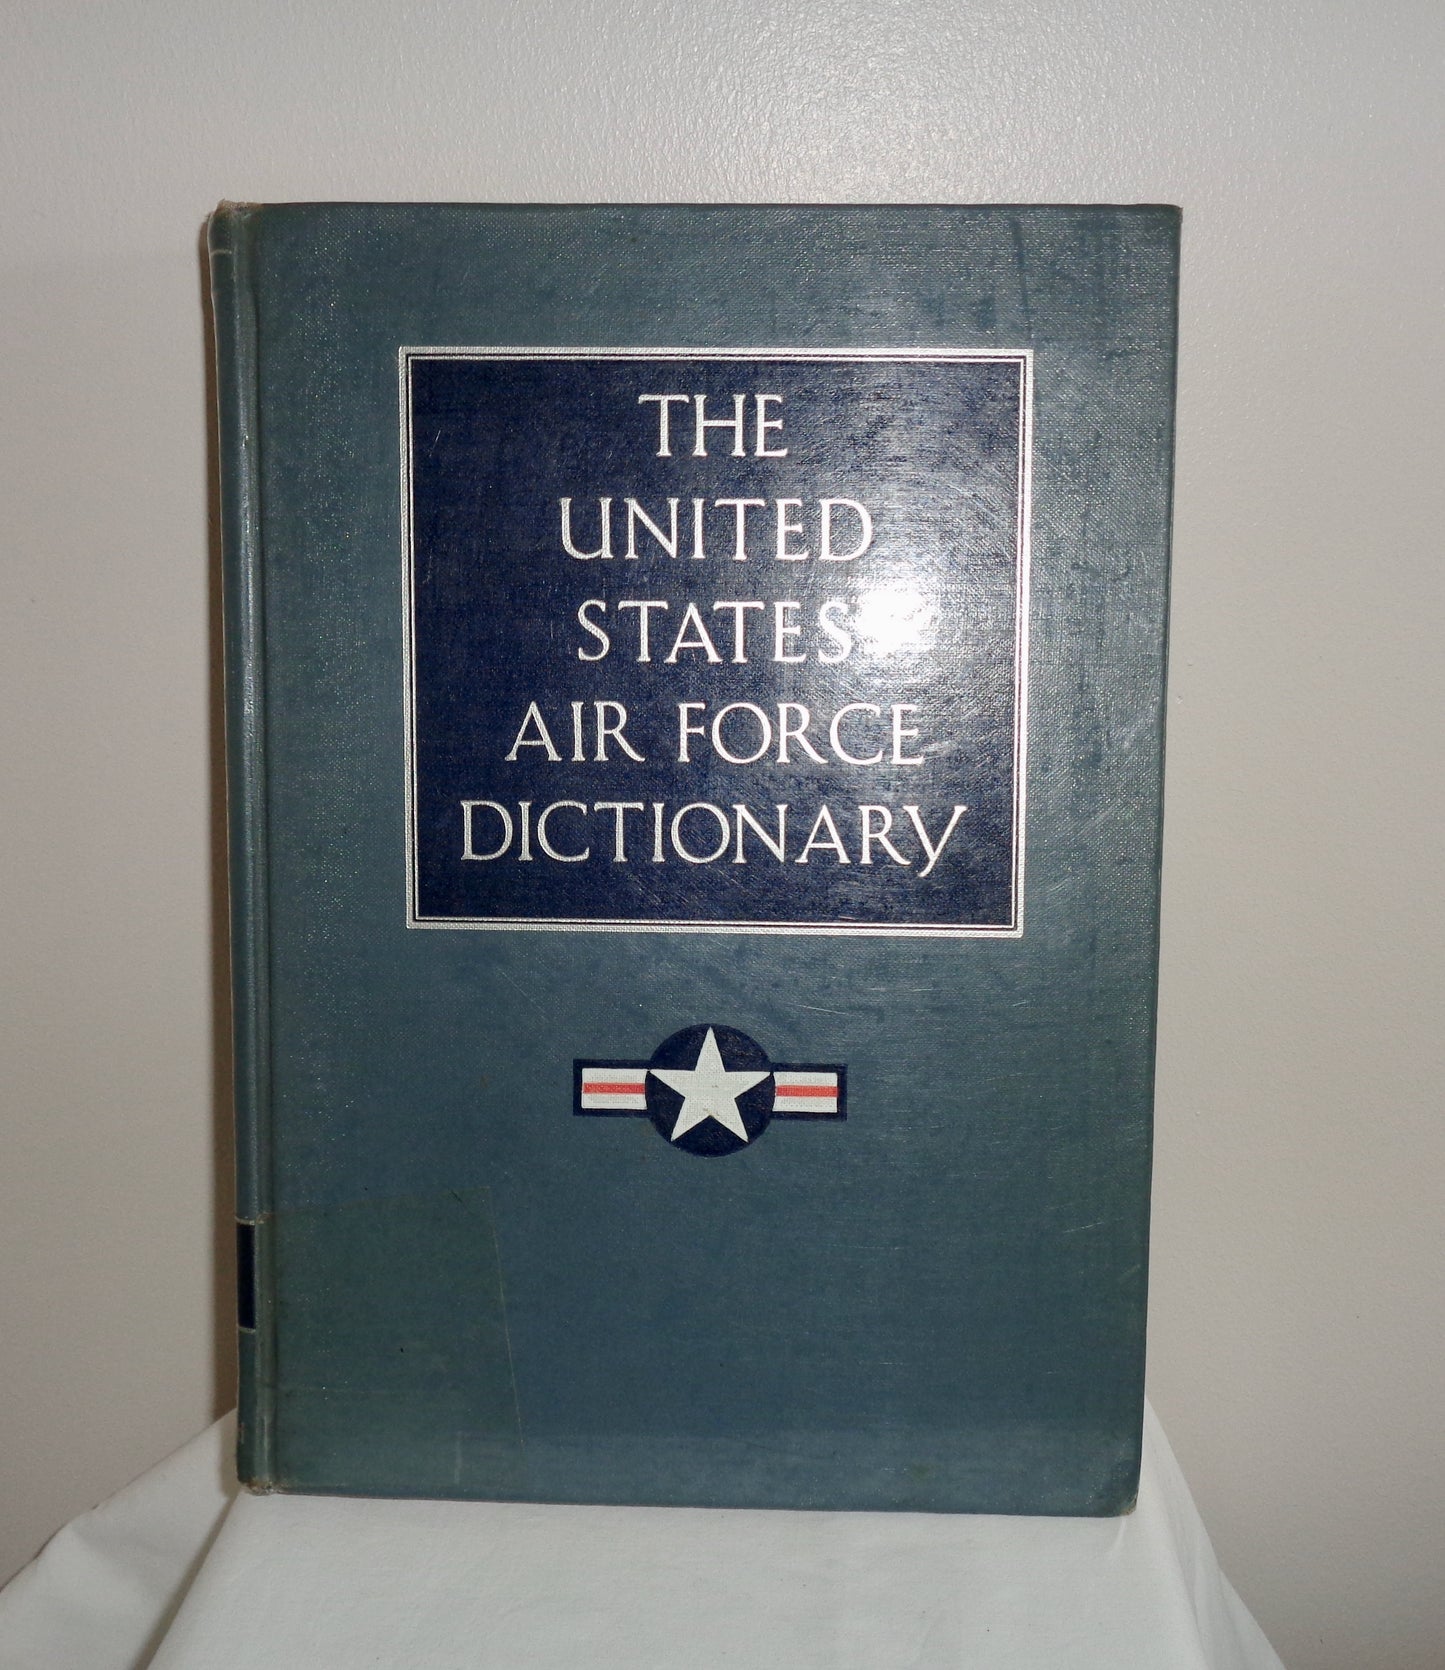 THE
UNITED
STATES
AIR FORCE
DICTIONARY